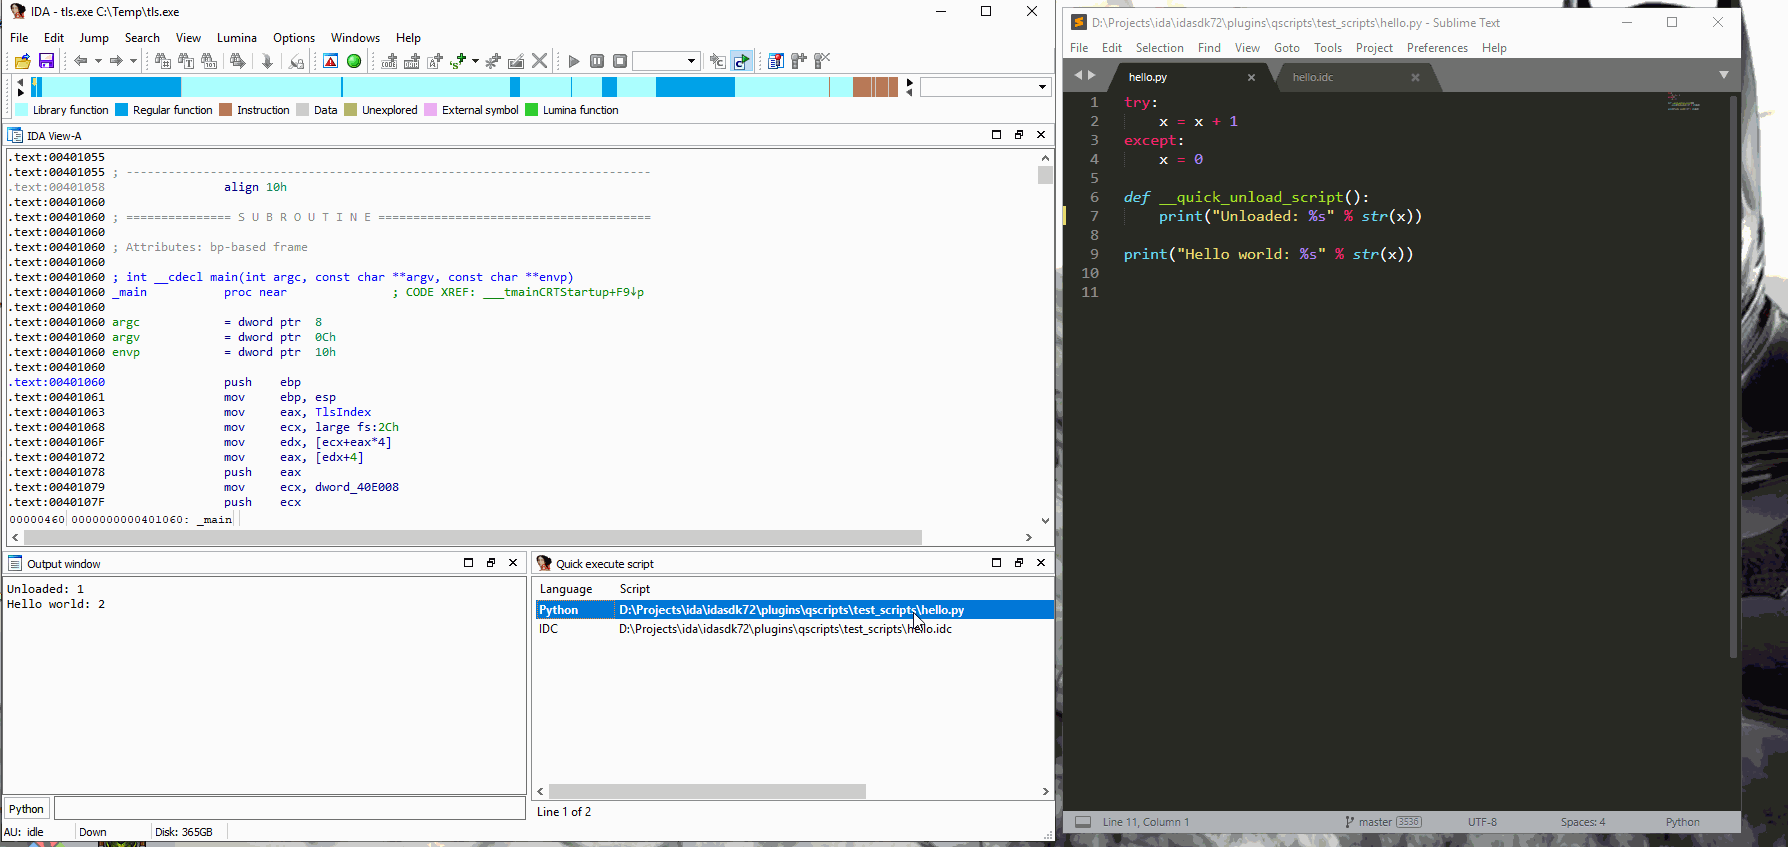 IDA - tls.exe C:\Temp\tls.exe
File Edit Jump Search View Lumina Options Windows Help
Library function Regular function Instruction Data Unexplored External symbol Lumina function
IDA View-A
.text:00401055
.text:00401055 ; ---------------------------------------------------------------------------
.text:00401058 align 10h
.text:00401060
.text:00401060 ; =============== S U B R O U T I N E =======================================
.text:00401060
.text:00401060 ; Attributes: bp-based frame
.text:00401060
.text:00401060 ; int __cdecl main(int argc, const char **argv, const char **envp)
.text:00401060 _main proc near ; CODE XREF: ___tmainCRTStartup+F9↓p
.text:00401060
.text:00401060 argc = dword ptr 8
.text:00401060 argv = dword ptr 0Ch
.text:00401060 envp = dword ptr 10h
.text:00401060
.text:00401060 push ebp
.text:00401061 mov ebp, esp
.text:00401063 mov eax, TlsIndex
.text:00401068 mov ecx, large fs:2Ch
.text:0040106F mov edx, [ecx+eax*4]
.text:00401072 mov eax, [edx+4]
.text:00401078 push eax
.text:00401079 mov ecx, dword_40E008
.text:0040107F push ecx
00000460 0000000000401060: _main
Output window
Unloaded: 1
Hello world: 2
Python
AU: idle Down Disk: 365GB
Quick execute script
Language Script
Python D:\Projects\ida\idasdk72\plugins\qscripts\test_scripts\hello.py
IDC D:\Projects\ida\idasdk72\plugins\qscripts\test_scripts\hello.idc
Line 1 of 2
D:\Projects\ida\idasdk72\plugins\qscripts\test_scripts\hello.py - Sublime Text
File Edit Selection Find View Goto Tools Project Preferences Help
hello.py hello.idc
1 try:
2 x = x + 1
3 except:
4 x = 0
5
6 def __quick_unload_script():
7 print("Unloaded: %s" % str(x))
8
9 print("Hello world: %s" % str(x))
10
11
Line 11, Column 1 master 3536 UTF-8 Spaces: 4 Python